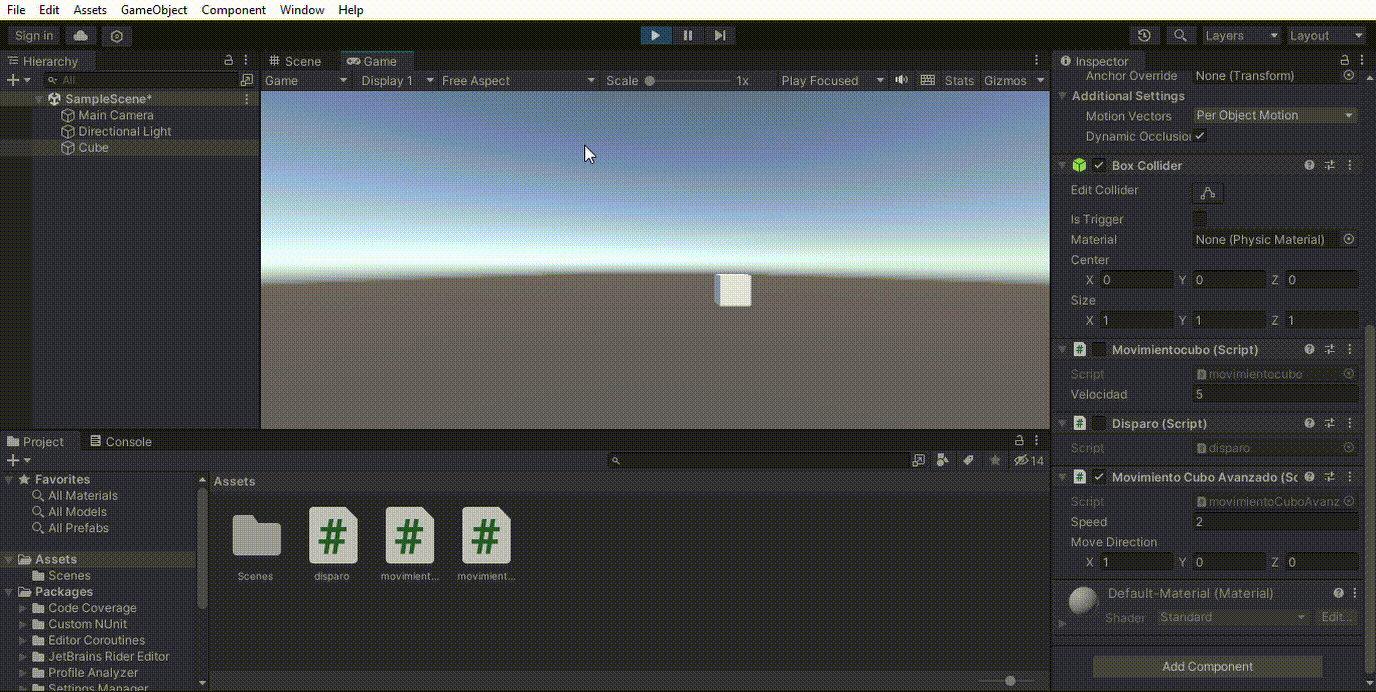 File Edit Assets GameObject Component Window Help
Sign in
Layers
Layout
Hierarchy
All
SampleScene*
Main Camera
Directional Light
Cube
Scene Game
Game Display 1 Free Aspect Scale 1x Play Focused Stats Gizmos
Project Console
14
Favorites
All Materials
All Models
All Prefabs
Assets
Scenes
Packages
Code Coverage
Custom NUnit
Editor Coroutines
JetBrains Rider Editor
Profile Analyzer
Settings Manager
Assets
Scenes disparo movimient... movimient...
Inspector
Anchor Override None (Transform)
Additional Settings
Motion Vectors Per Object Motion
Dynamic Occlusio
Box Collider
Edit Collider
Is Trigger
Material None (Physic Material)
Center
X 0 Y 0 Z 0
Size
X 1 Y 1 Z 1
# Movimientocubo (Script)
Script movimientocubo
Velocidad 5
# Disparo (Script)
Script disparo
# Movimiento Cubo Avanzado (Sc
Script movimientoCuboAvanz
Speed 2
Move Direction
X 1 Y 0 Z 0
Default-Material (Material)
Shader Standard Edit...
Add Component